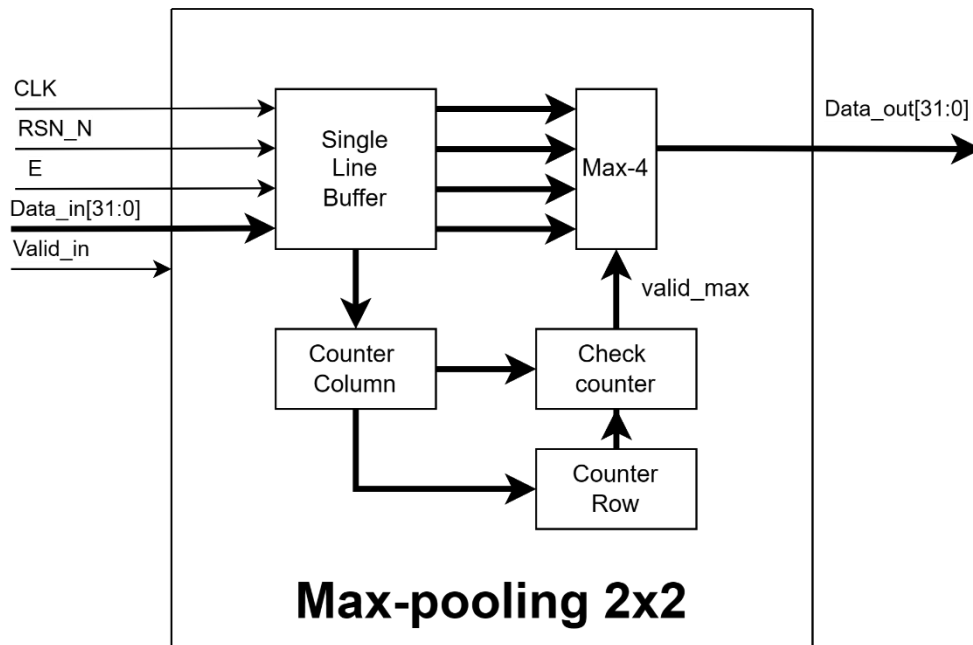 CLK
RSN_N
E
Data_in[31:0]
Valid_in
Single
Line
Buffer
Max-4
Data_out[31:0]
valid_max
Counter
Column
Check
counter
Counter
Row
Max-pooling 2x2